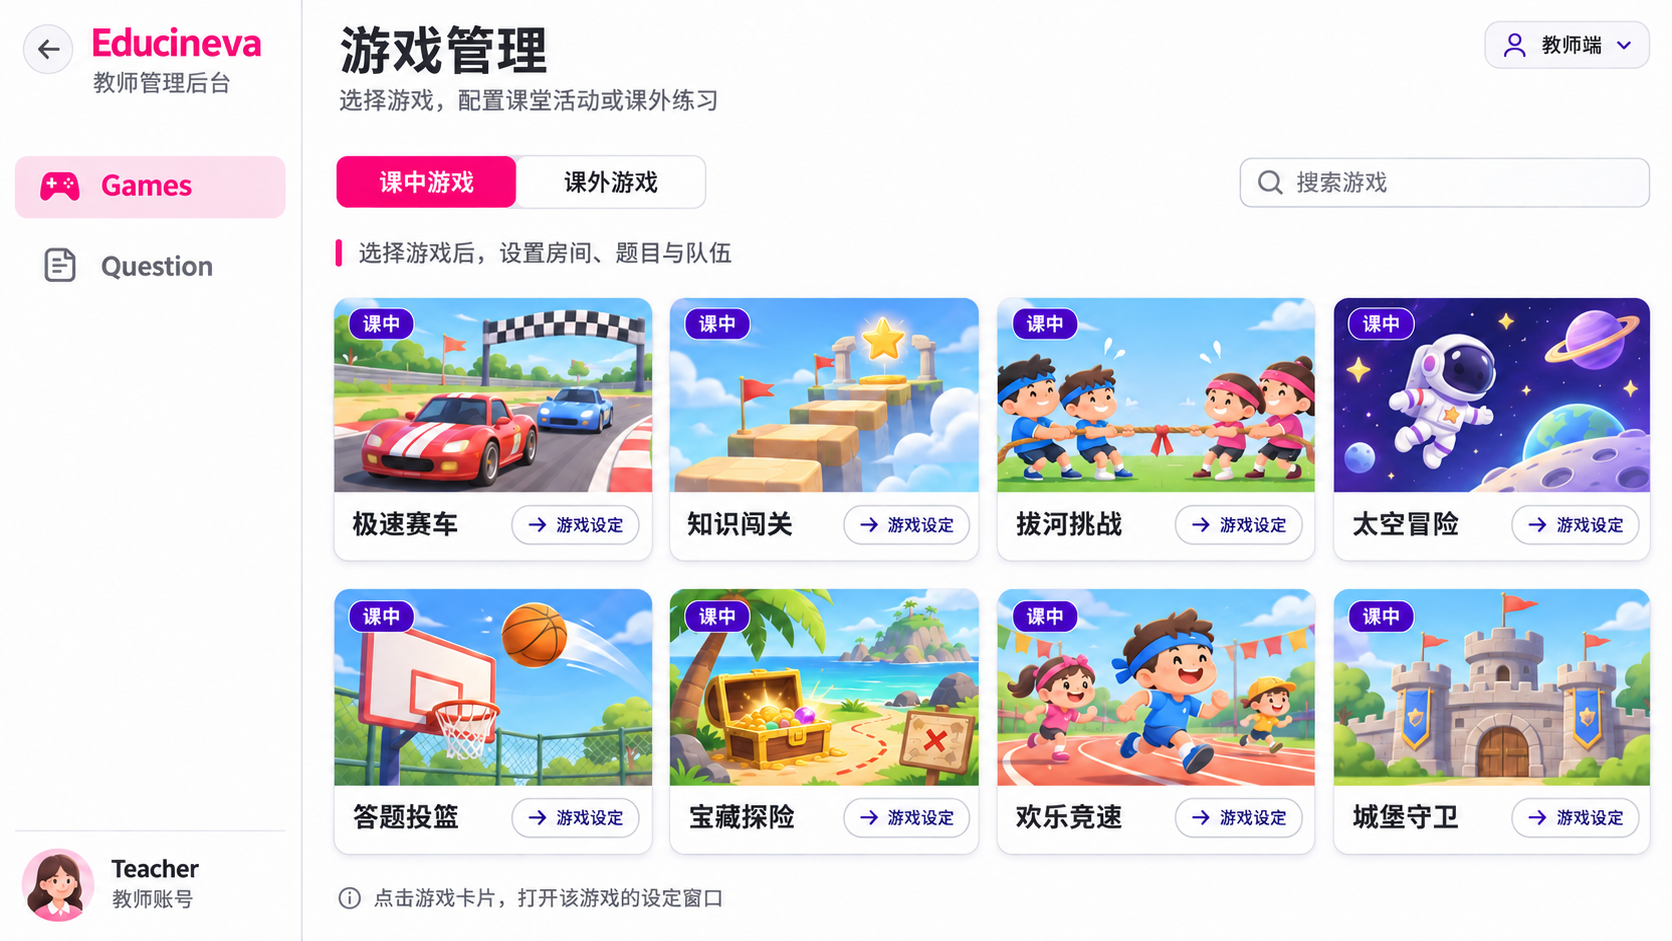 Educineva
教师管理后台
Games
Question
Teacher
教师账号
游戏管理
选择游戏，配置课堂活动或课外练习
教师端
课中游戏
课外游戏
搜索游戏
选择游戏后，设置房间、题目与队伍
课中
极速赛车
游戏设定
课中
知识闯关
游戏设定
课中
拔河挑战
游戏设定
课中
太空冒险
游戏设定
课中
答题投篮
游戏设定
课中
宝藏探险
游戏设定
课中
欢乐竞速
游戏设定
课中
城堡守卫
游戏设定
点击游戏卡片，打开该游戏的设定窗口